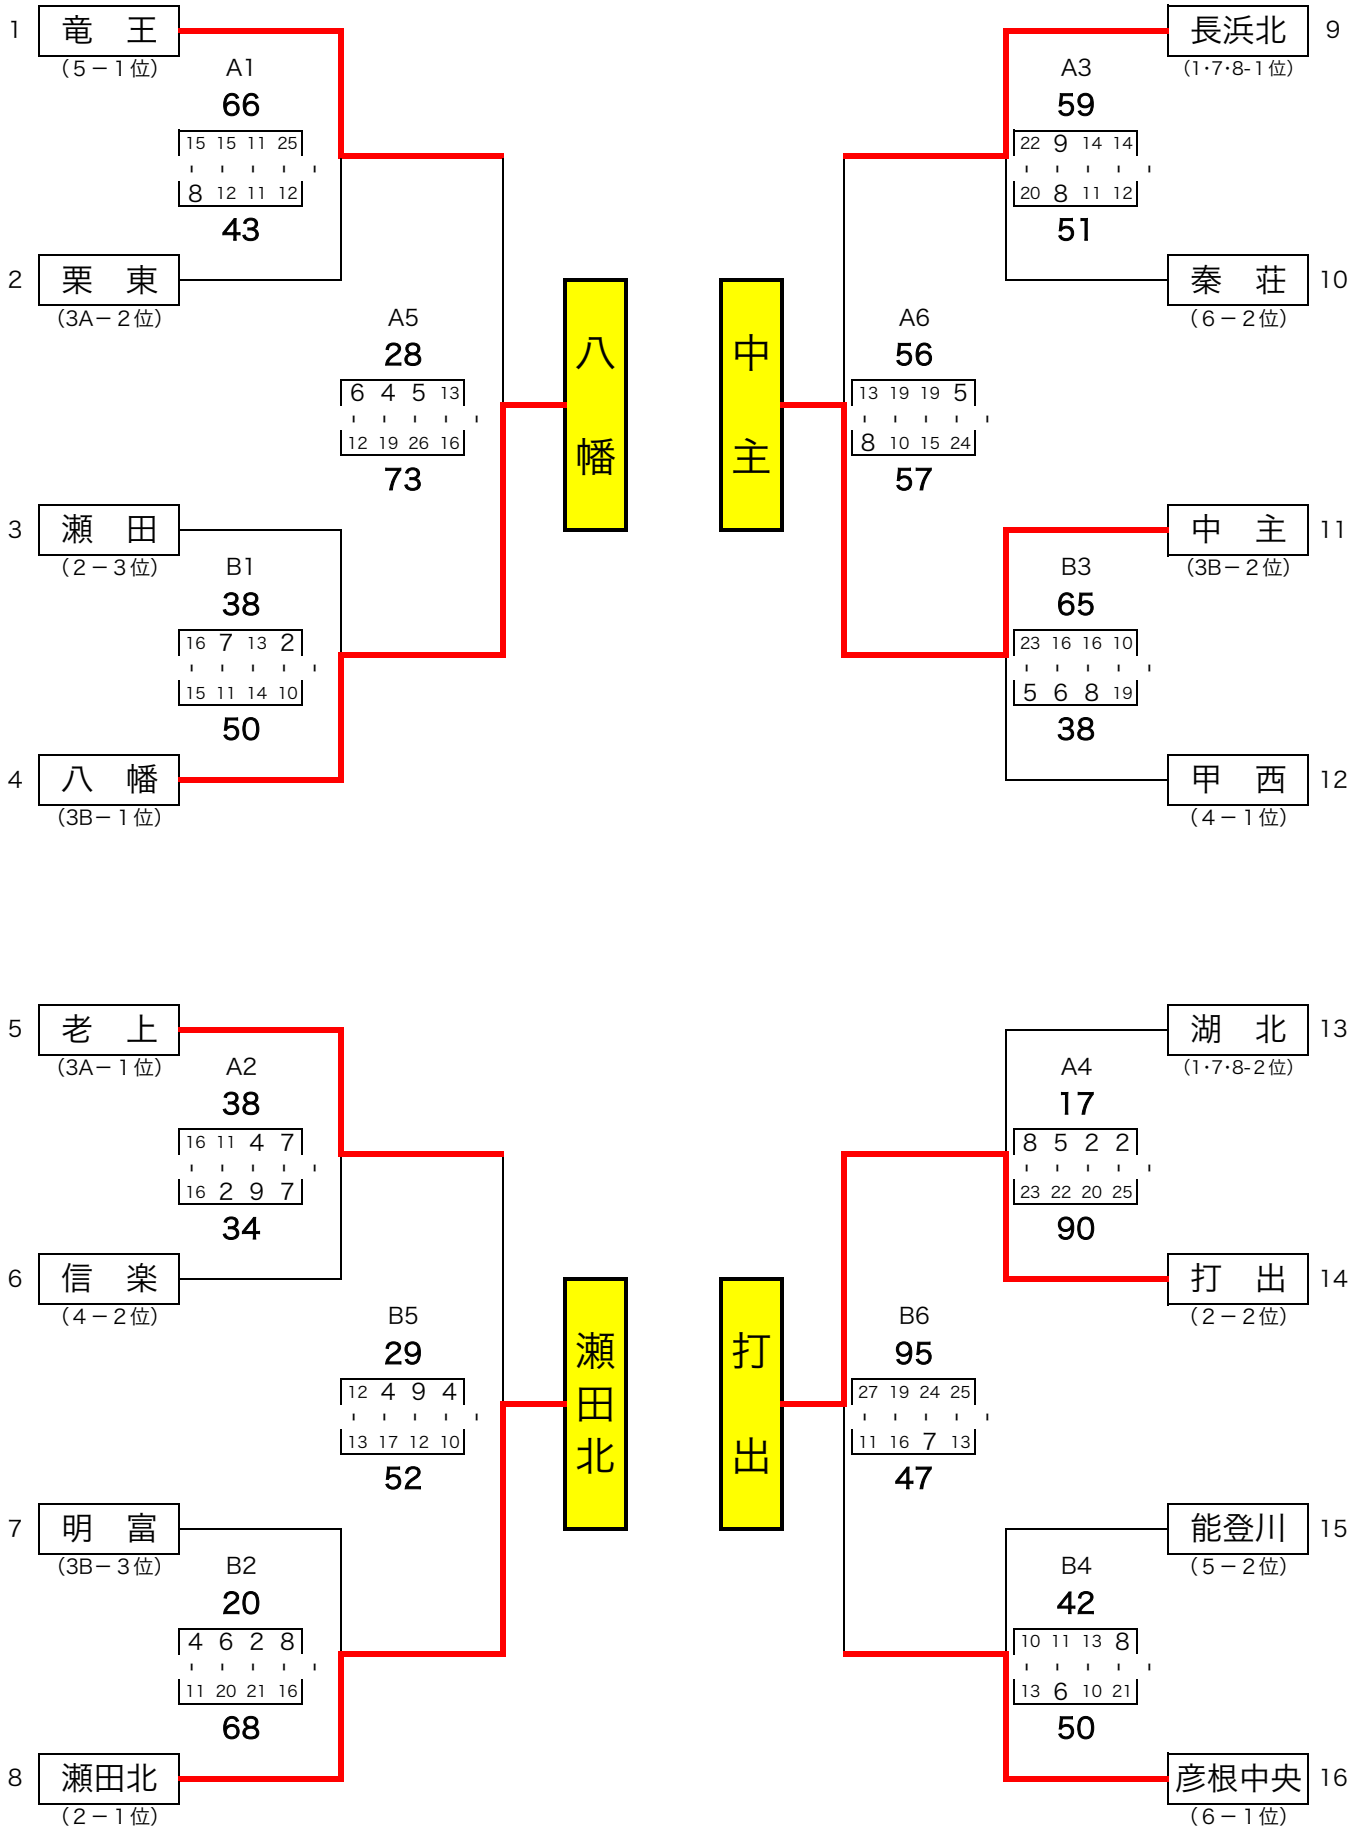 1 竜　王
（５－１位）
A1
66
15 15 11 25
8 12 11 12
43
2 栗　東
（3A－２位）
A5
28
6 4 5 13
12 19 26 16
73
八幡
3 瀬　田
（２－３位）
B1
38
16 7 13 2
15 11 14 10
50
4 八　幡
（3B－１位）
長浜北 9
（1･7･8-１位）
A3
59
22 9 14 14
20 8 11 12
51
秦　荘 10
（６－２位）
A6
56
13 19 19 5
8 10 15 24
57
中主
中　主 11
（3B－２位）
B3
65
23 16 16 10
5 6 8 19
38
甲　西 12
（４－１位）
5 老　上
（3A－１位）
A2
38
16 11 4 7
16 2 9 7
34
6 信　楽
（４－２位）
B5
29
12 4 9 4
13 17 12 10
52
瀬田北
7 明　富
（3B－３位）
B2
20
4 6 2 8
11 20 21 16
68
8 瀬田北
（２－１位）
湖　北 13
（1･7･8-２位）
A4
17
8 5 2 2
23 22 20 25
90
打　出 14
（２－２位）
B6
95
27 19 24 25
11 16 7 13
47
打出
能登川 15
（５－２位）
B4
42
10 11 13 8
13 6 10 21
50
彦根中央 16
（６－１位）